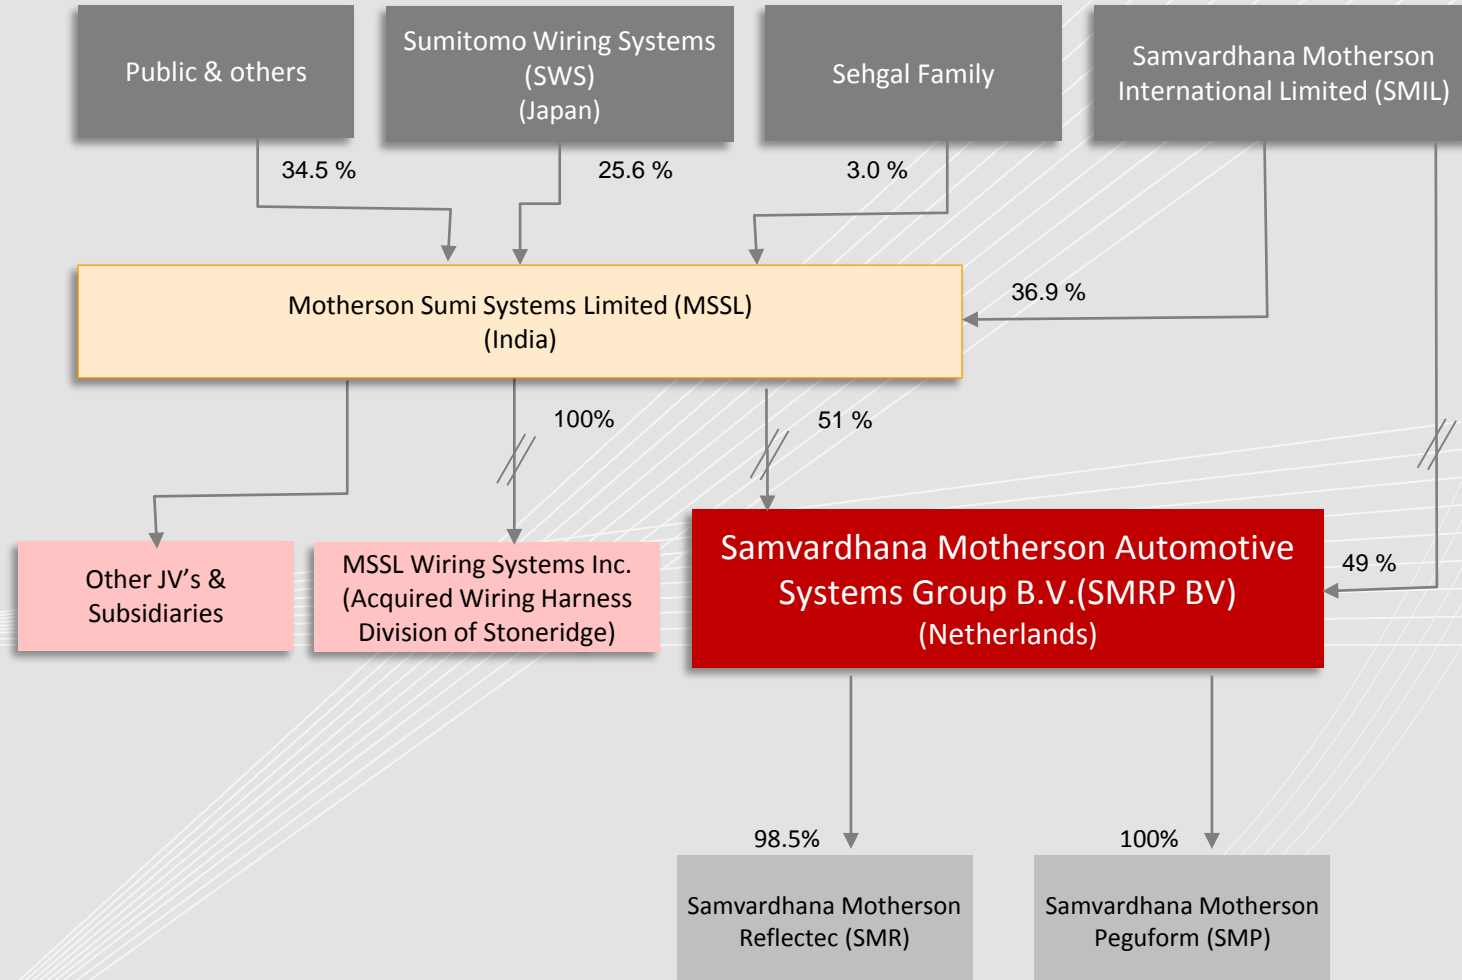 Public & others
Sumitomo Wiring Systems
(SWS)
(Japan)
Sehgal Family
Samvardhana Motherson
International Limited (SMIL)
34.5 %
25.6 %
3.0 %
Motherson Sumi Systems Limited (MSSL)
(India)
36.9 %
100%
51 %
Other JV's &
Subsidiaries
MSSL Wiring Systems Inc.
(Acquired Wiring Harness
Division of Stoneridge)
Samvardhana Motherson Automotive
Systems Group B.V.(SMRP BV)
(Netherlands)
49 %
98.5%
100%
Samvardhana Motherson
Reflectec (SMR)
Samvardhana Motherson
Peguform (SMP)